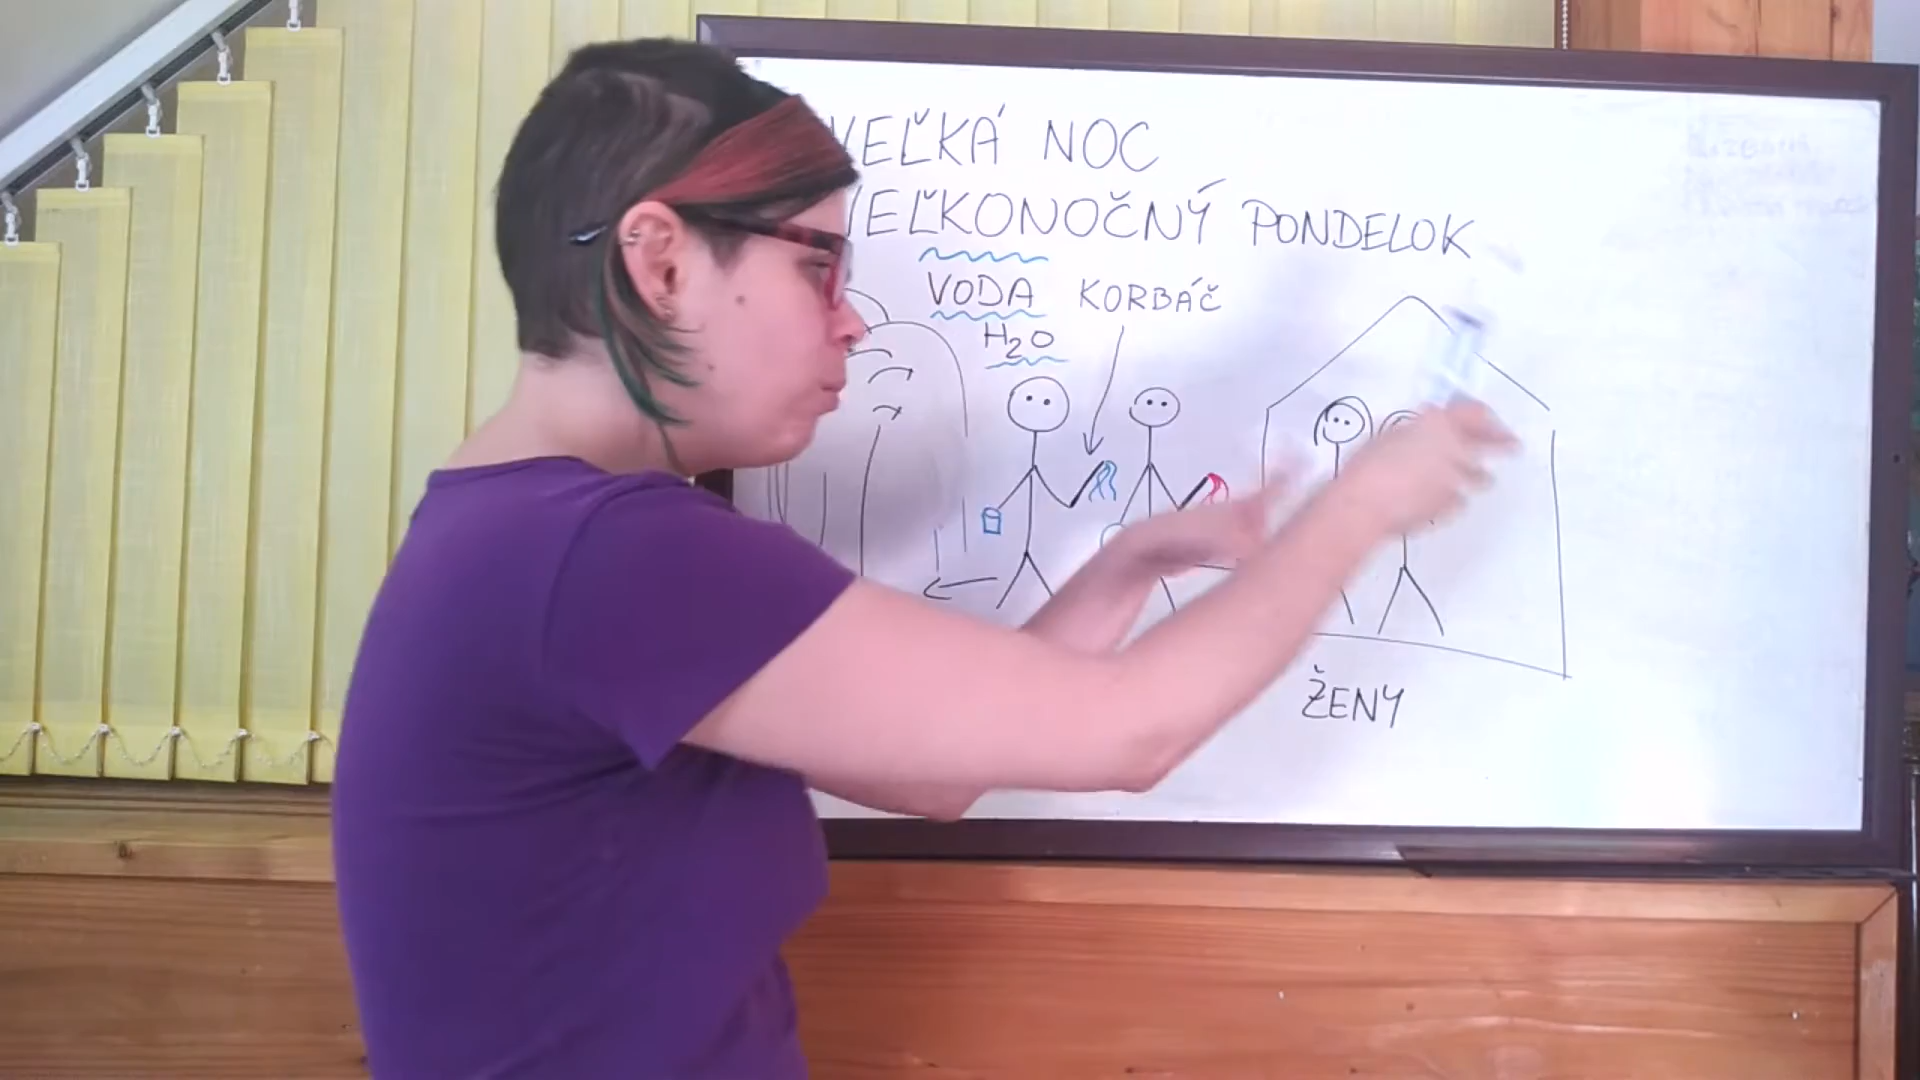 VEĽKÁ NOC
VEĽKONOČNÝ PONDELOK
VODA KORBÁČ
H2O
ŽENY